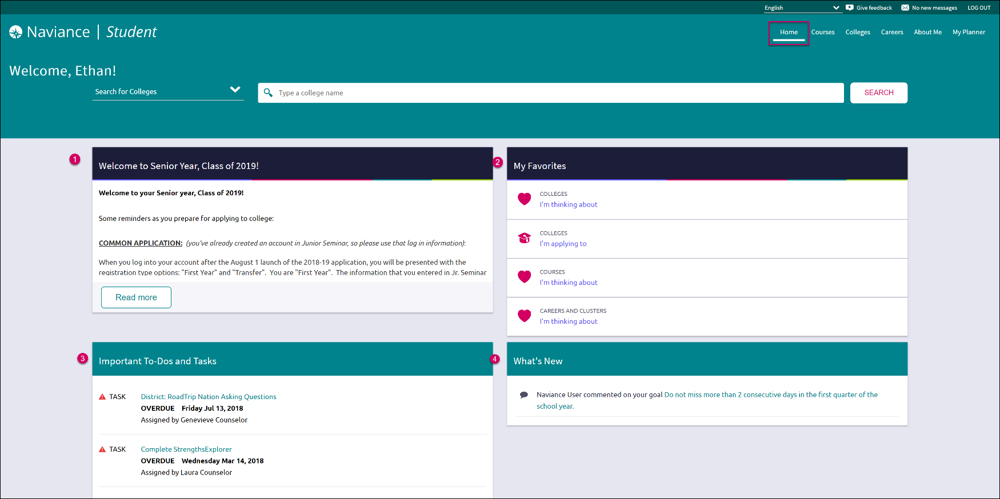 English
Give feedback
No new messages
LOG OUT
Naviance | Student
Home
Courses
Colleges
Careers
About Me
My Planner
Welcome, Ethan!
Search for Colleges
Type a college name
SEARCH
1
Welcome to Senior Year, Class of 2019!
Welcome to your Senior year, Class of 2019!
Some reminders as you prepare for applying to college:
COMMON APPLICATION: (you've already created an account in Junior Seminar, so please use that log in information):
When you log into your account after the August 1 launch of the 2018-19 application, you will be presented with the
registration type options: "First Year" and "Transfer". You are "First Year". The information that you entered in Jr. Seminar
Read more
2
My Favorites
COLLEGES
I'm thinking about
COLLEGES
I'm applying to
COURSES
I'm thinking about
CAREERS AND CLUSTERS
I'm thinking about
3
Important To-Dos and Tasks
TASK
District: RoadTrip Nation Asking Questions
OVERDUE Friday Jul 13, 2018
Assigned by Genevieve Counselor
TASK
Complete StrengthsExplorer
OVERDUE Wednesday Mar 14, 2018
Assigned by Laura Counselor
4
What's New
Naviance User commented on your goal Do not miss more than 2 consecutive days in the first quarter of the
school year.